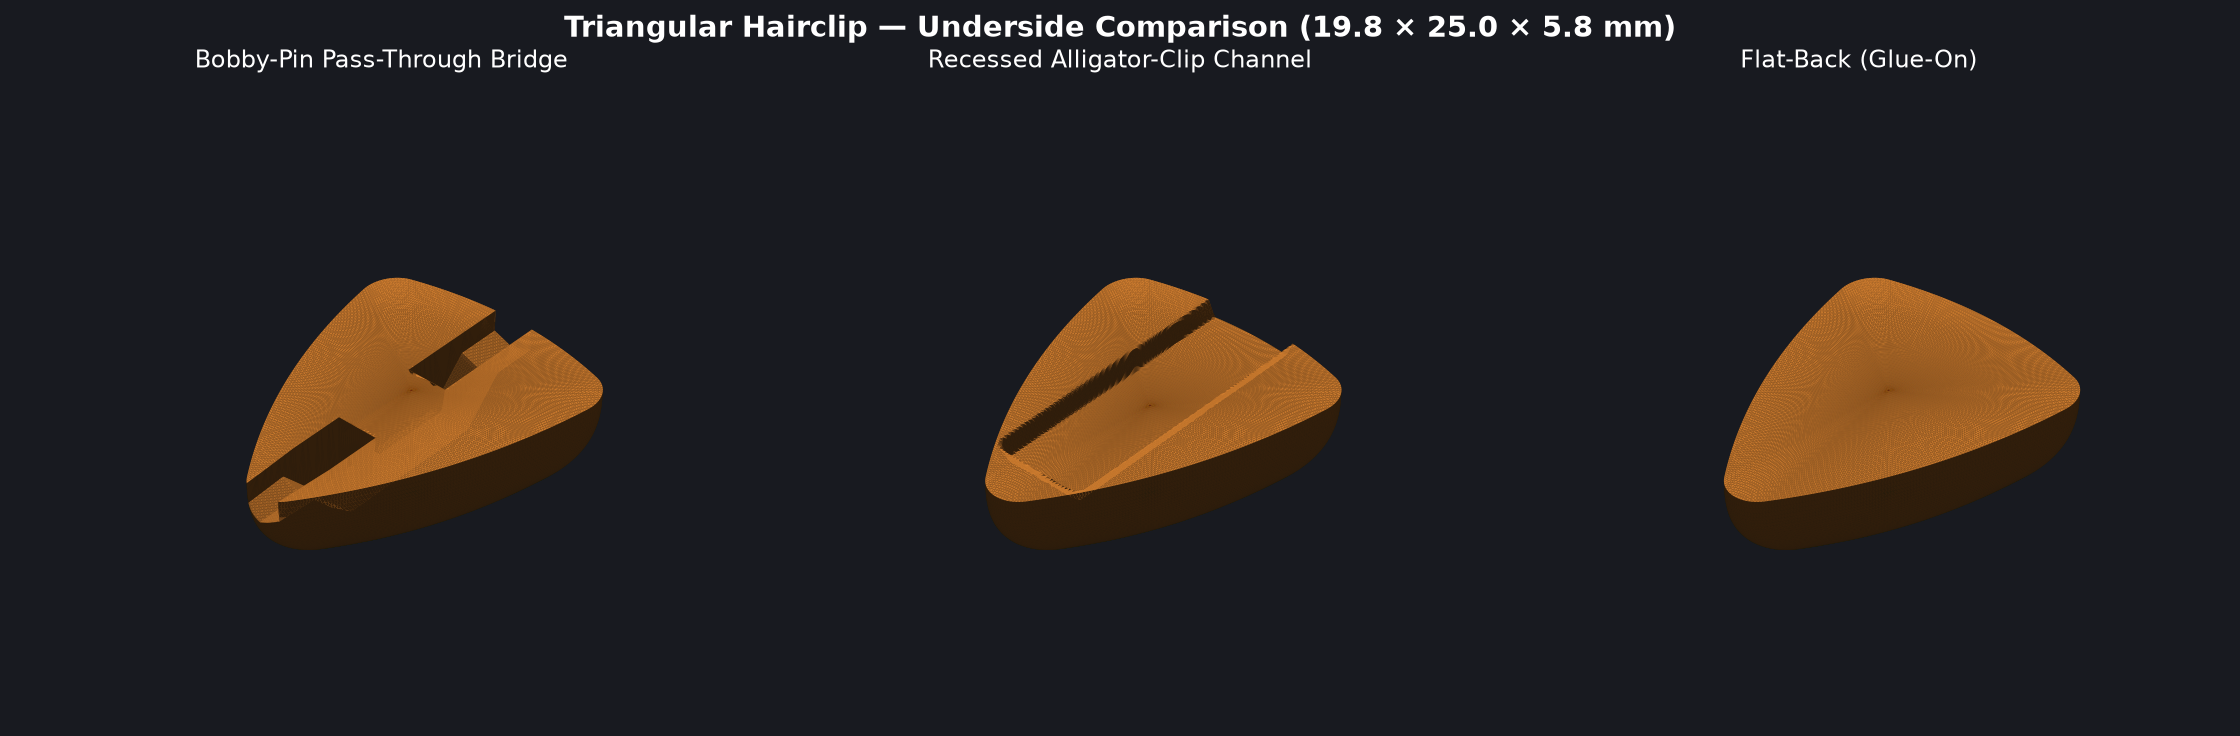 Triangular Hairclip — Underside Comparison (19.8 × 25.0 × 5.8 mm)
Bobby-Pin Pass-Through Bridge
Recessed Alligator-Clip Channel
Flat-Back (Glue-On)